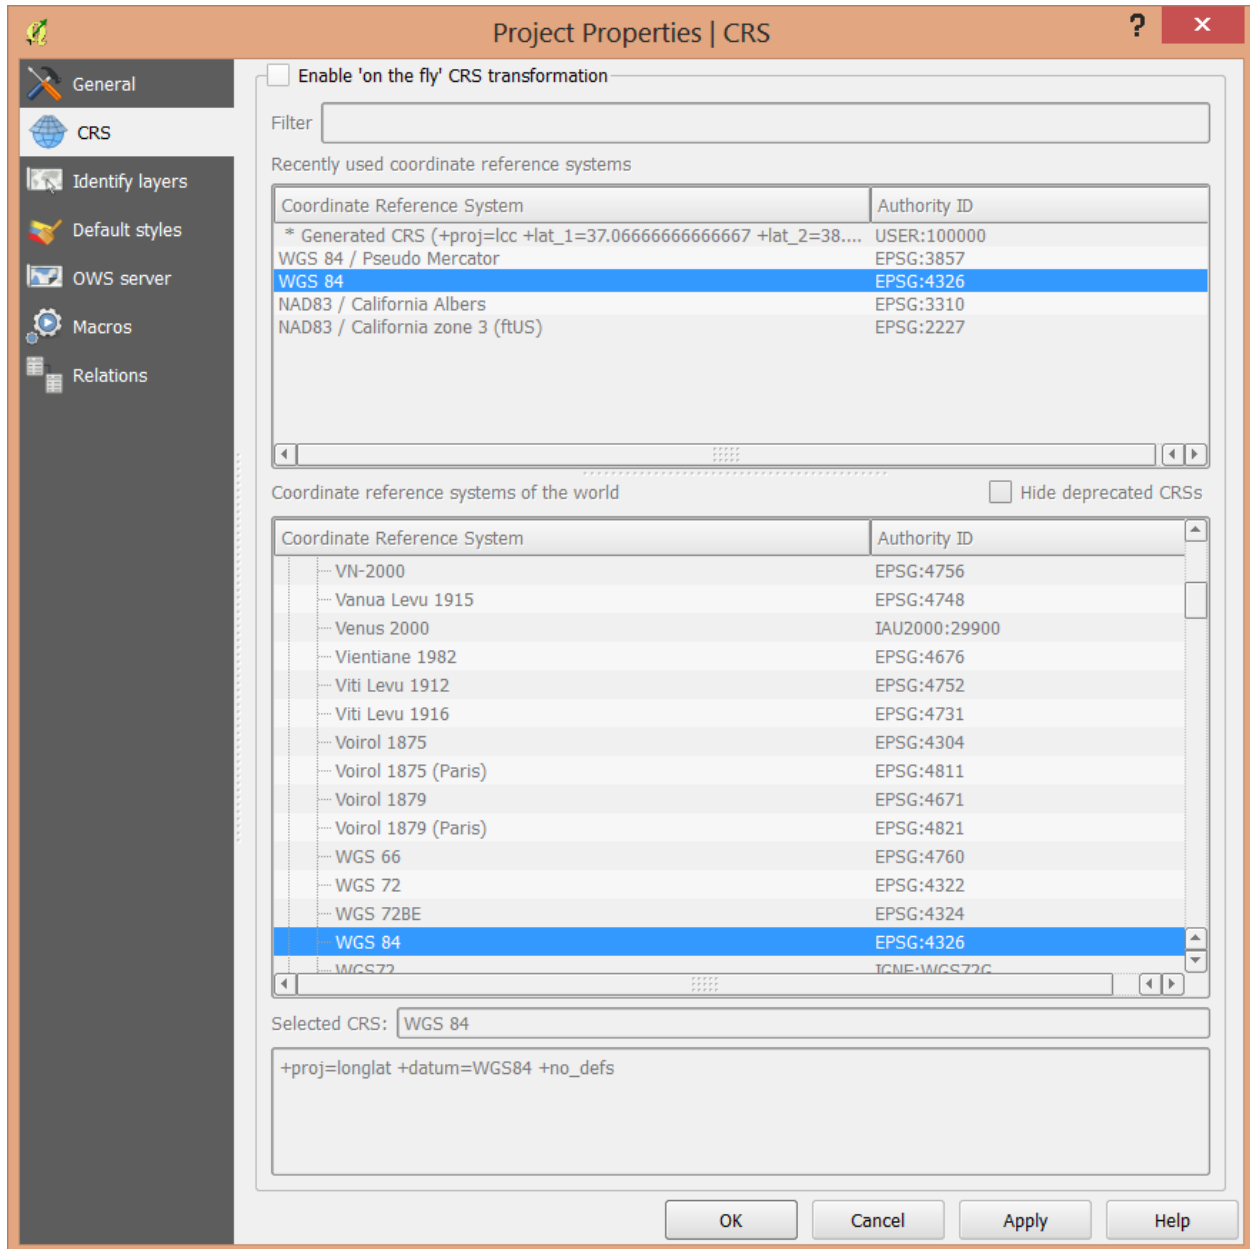 Project Properties | CRS
?
General
CRS
Identify layers
Default styles
OWS server
Macros
Relations
Enable 'on the fly' CRS transformation
Filter
Recently used coordinate reference systems
Coordinate Reference System Authority ID
* Generated CRS (+proj=lcc +lat_1=37.06666666666667 +lat_2=38.... USER:100000
WGS 84 / Pseudo Mercator EPSG:3857
WGS 84 EPSG:4326
NAD83 / California Albers EPSG:3310
NAD83 / California zone 3 (ftUS) EPSG:2227
Coordinate reference systems of the world
Hide deprecated CRSs
Coordinate Reference System Authority ID
VN-2000 EPSG:4756
Vanua Levu 1915 EPSG:4748
Venus 2000 IAU2000:29900
Vientiane 1982 EPSG:4676
Viti Levu 1912 EPSG:4752
Viti Levu 1916 EPSG:4731
Voirol 1875 EPSG:4304
Voirol 1875 (Paris) EPSG:4811
Voirol 1879 EPSG:4671
Voirol 1879 (Paris) EPSG:4821
WGS 66 EPSG:4760
WGS 72 EPSG:4322
WGS 72BE EPSG:4324
WGS 84 EPSG:4326
WGS72 IGNF:WGS72G
Selected CRS: WGS 84
+proj=longlat +datum=WGS84 +no_defs
OK
Cancel
Apply
Help